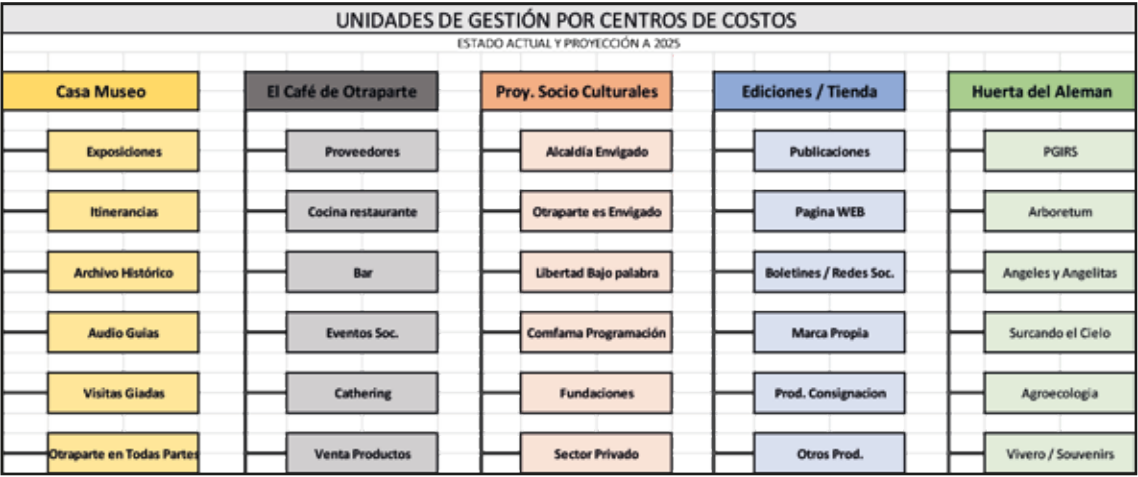 UNIDADES DE GESTIÓN POR CENTROS DE COSTOS
ESTADO ACTUAL Y PROYECCIÓN A 2025
Casa Museo
Exposiciones
Itinerancias
Archivo Histórico
Audio Guias
Visitas Giadas
Otraparte en Todas Partes
El Café de Otraparte
Proveedores
Cocina restaurante
Bar
Eventos Soc.
Cathering
Venta Productos
Proy. Socio Culturales
Alcaldía Envigado
Otraparte es Envigado
Libertad Bajo palabra
Comfama Programación
Fundaciones
Sector Privado
Ediciones / Tienda
Publicaciones
Pagina WEB
Boletines / Redes Soc.
Marca Propia
Prod. Consignacion
Otros Prod.
Huerta del Aleman
PGIRS
Arboretum
Angeles y Angelitas
Surcando el Cielo
Agroecología
Vivero / Souvenirs